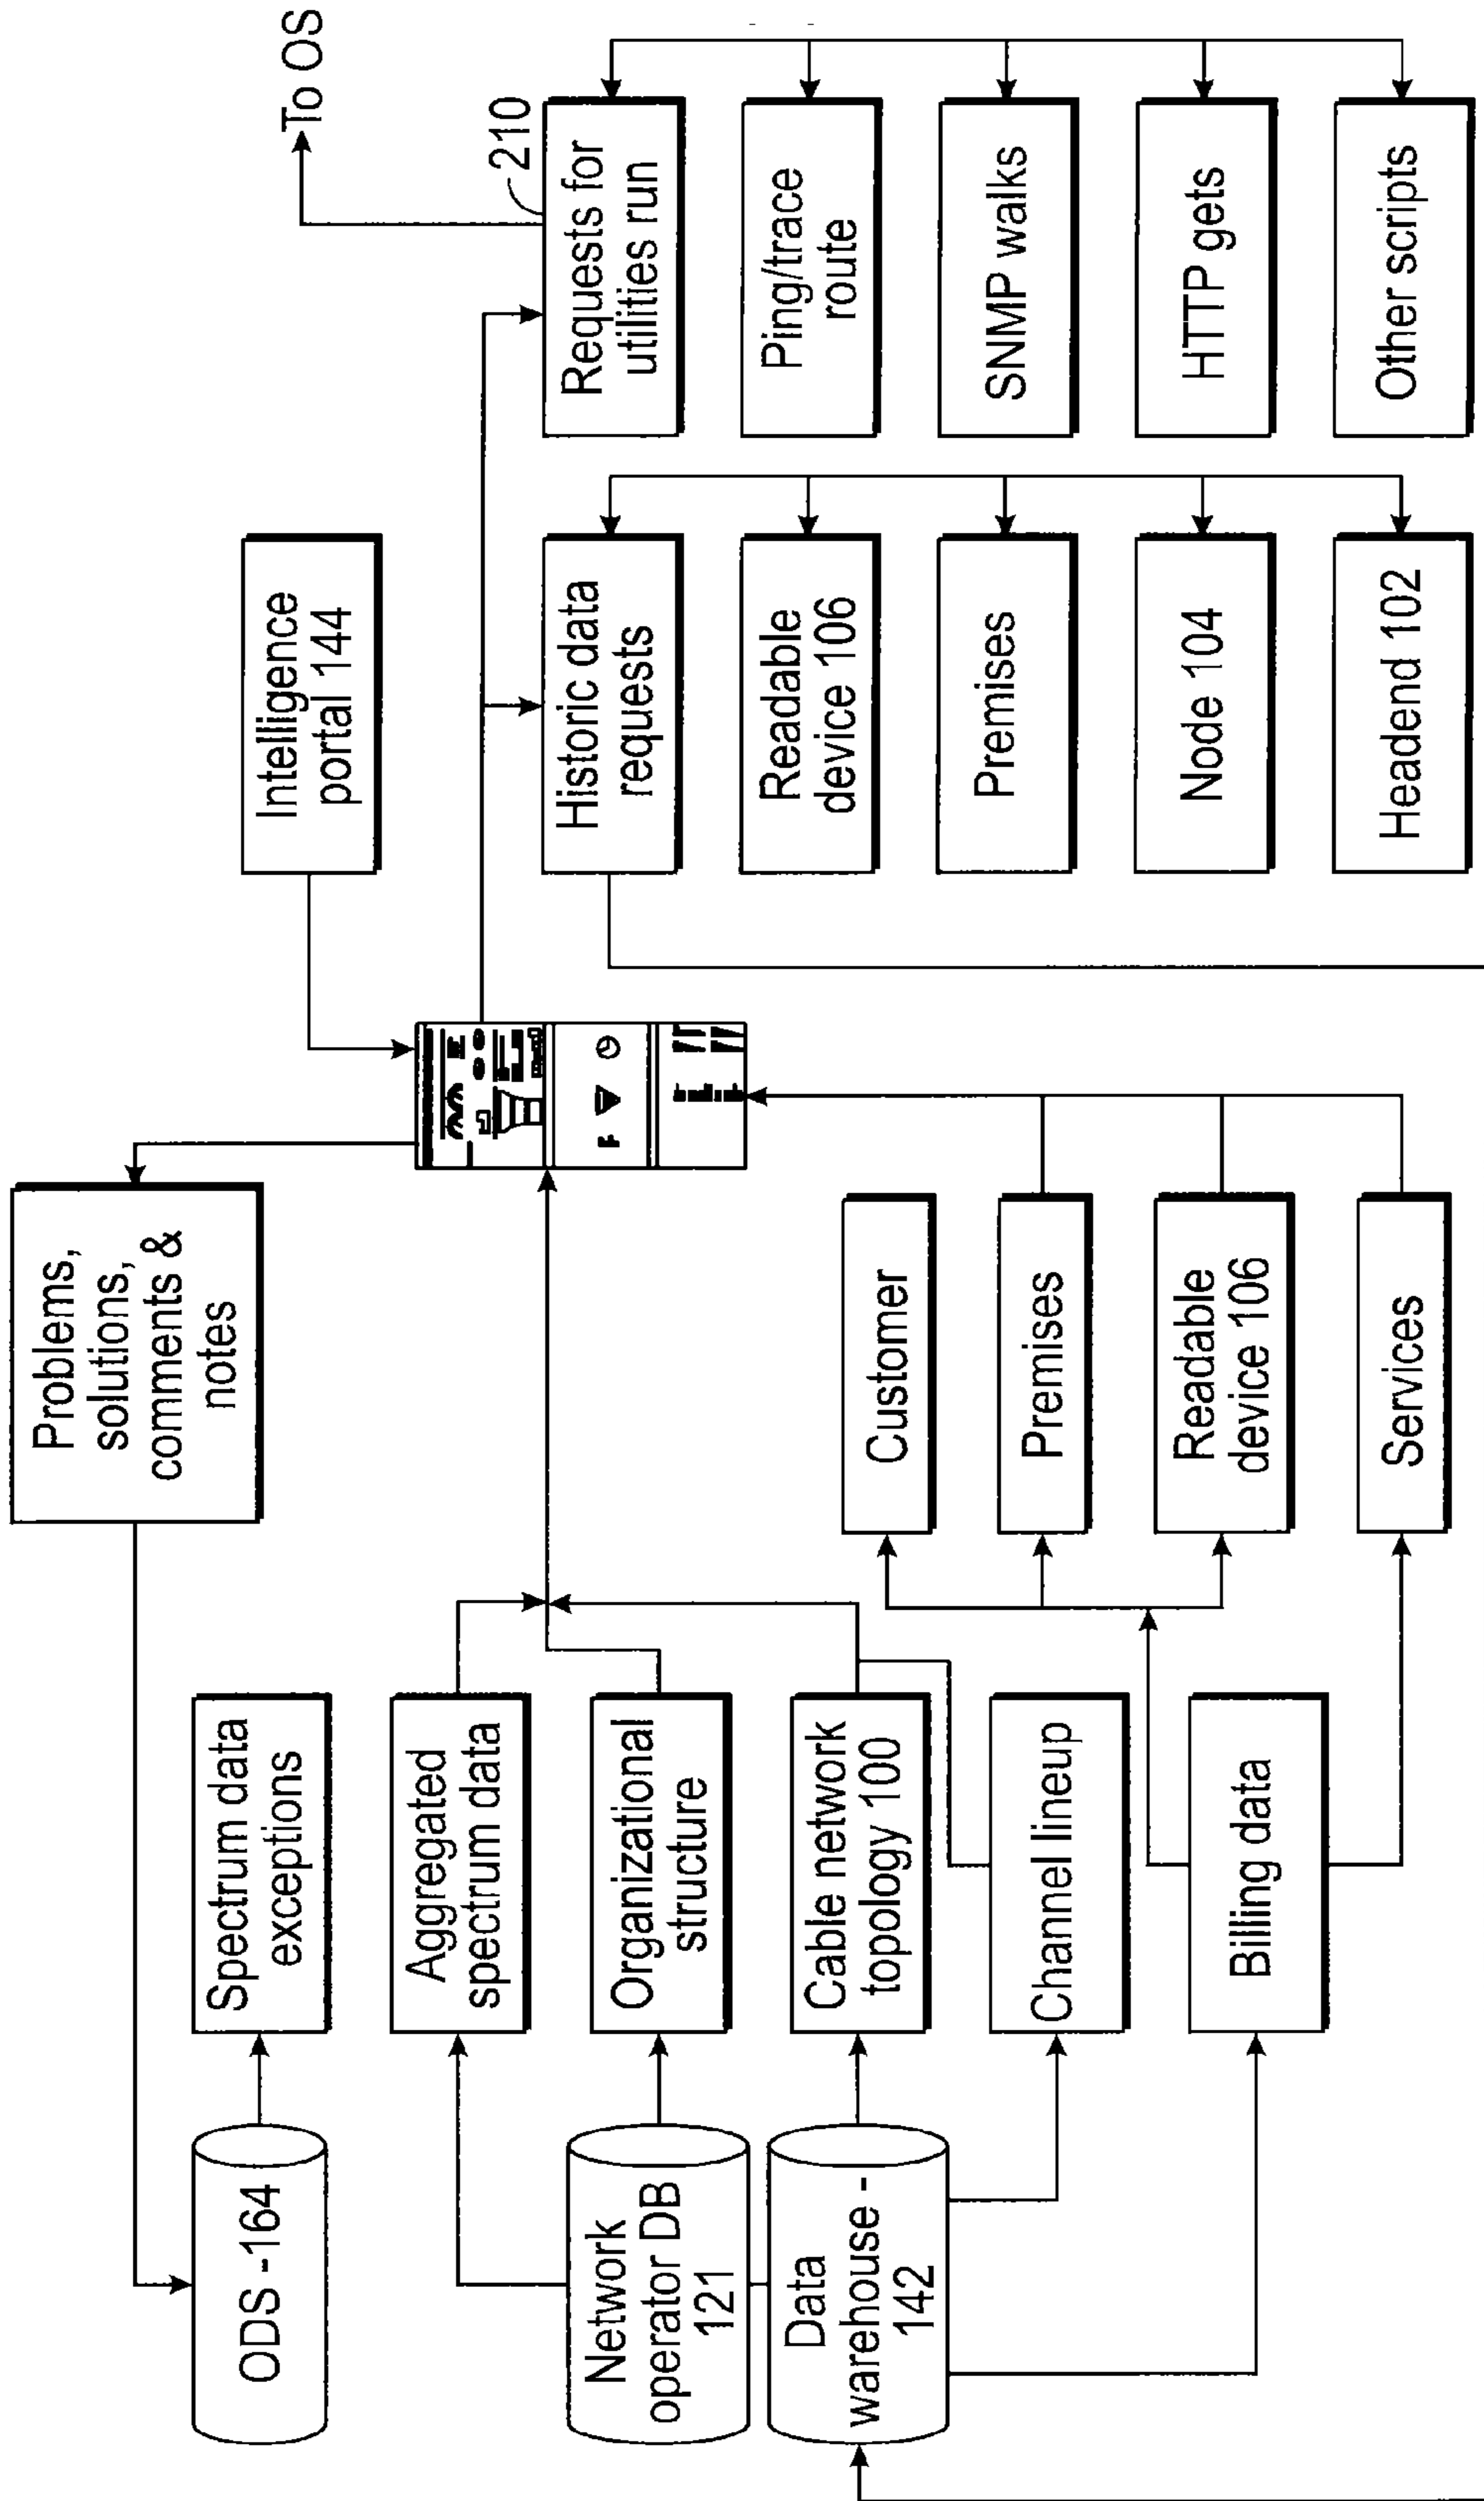 To OS
210
Problems,
solutions,
comments &
notes
Intelligence
portal 144
ODS -164
Spectrum data
exceptions
Network
operator DB
121
Aggregated
spectrum data
Organizational
structure
Data
warehouse -
142
Cable network
topology 100
Channel lineup
Billing data
Customer
Premises
Readable
device 106
Services
Historic data
requests
Readable
device 106
Premises
Node 104
Headend 102
Requests for
utilities run
Ping/trace
route
SNMP walks
HTTP gets
Other scripts